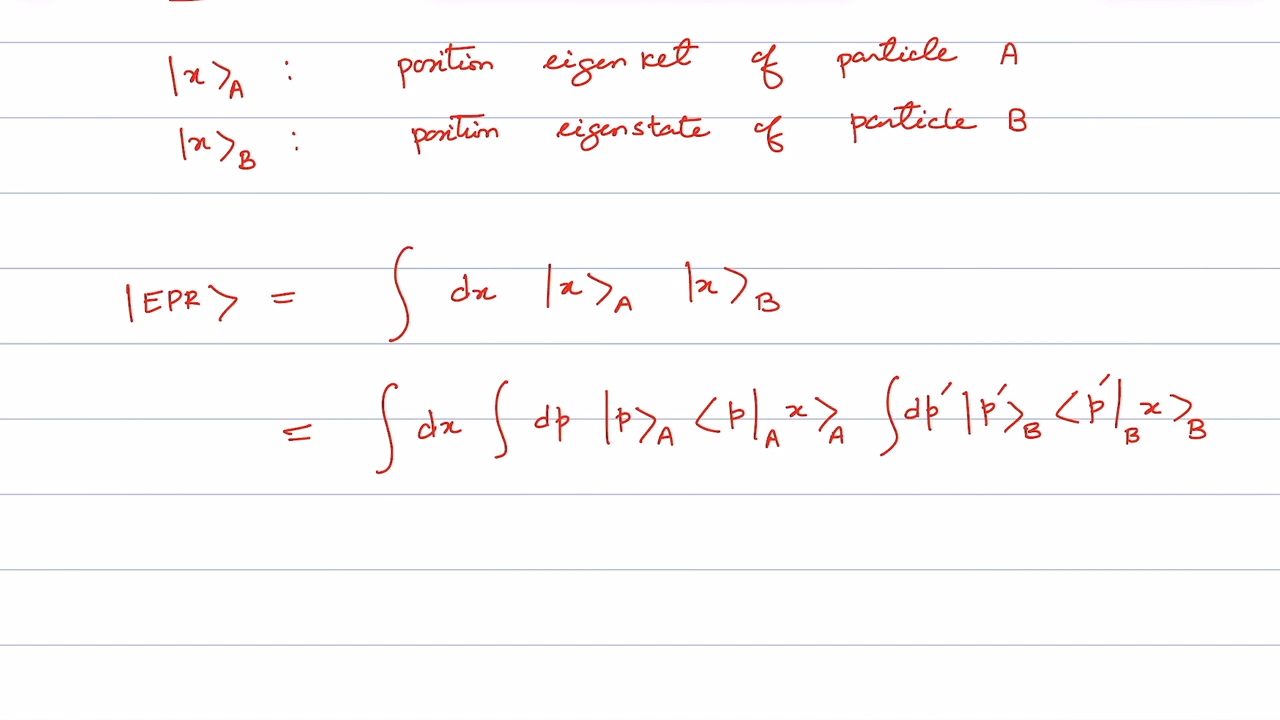 |x⟩_A : position eigenket of particle A
|x⟩_B : position eigenstate of particle B
|EPR⟩ = ∫ dx |x⟩_A |x⟩_B
= ∫ dx ∫ dp |p⟩_A ⟨p|_A x⟩_A ∫ dp′ |p′⟩_B ⟨p′|_B x⟩_B